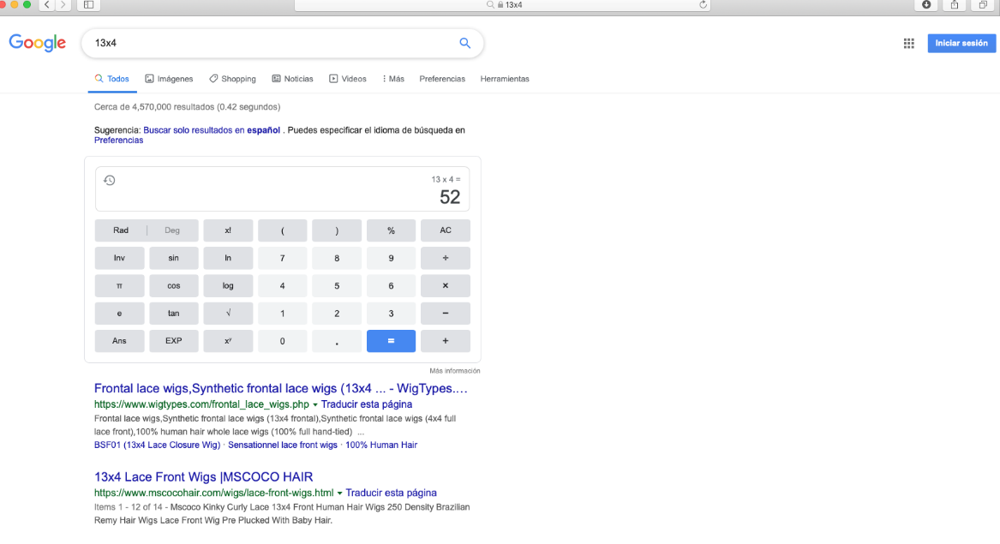 13x4
Google
13x4
Iniciar sesión
Todos Imágenes Shopping Noticias Videos Más Preferencias Herramientas
Cerca de 4,570,000 resultados (0.42 segundos)
Sugerencia: Buscar solo resultados en español . Puedes especificar el idioma de búsqueda en
Preferencias
13 x 4 =
52
Rad Deg x! ( ) % AC
Inv sin ln 7 8 9 ÷
π cos log 4 5 6 ×
e tan √ 1 2 3 −
Ans EXP xʸ 0 . = +
Más información
Frontal lace wigs,Synthetic frontal lace wigs (13x4 ... - WigTypes....
https://www.wigtypes.com/frontal_lace_wigs.php Traducir esta página
Frontal lace wigs,Synthetic frontal lace wigs (13x4 frontal),Synthetic frontal lace wigs (4x4 full
lace front),100% human hair whole lace wigs (100% full hand-tied) ...
BSF01 (13x4 Lace Closure Wig) · Sensationnel lace front wigs · 100% Human Hair
13x4 Lace Front Wigs |MSCOCO HAIR
https://www.mscocohair.com/wigs/lace-front-wigs.html Traducir esta página
Items 1 - 12 of 14 - Mscoco Kinky Curly Lace 13x4 Front Human Hair Wigs 250 Density Brazilian
Remy Hair Wigs Lace Front Wig Pre Plucked With Baby Hair.